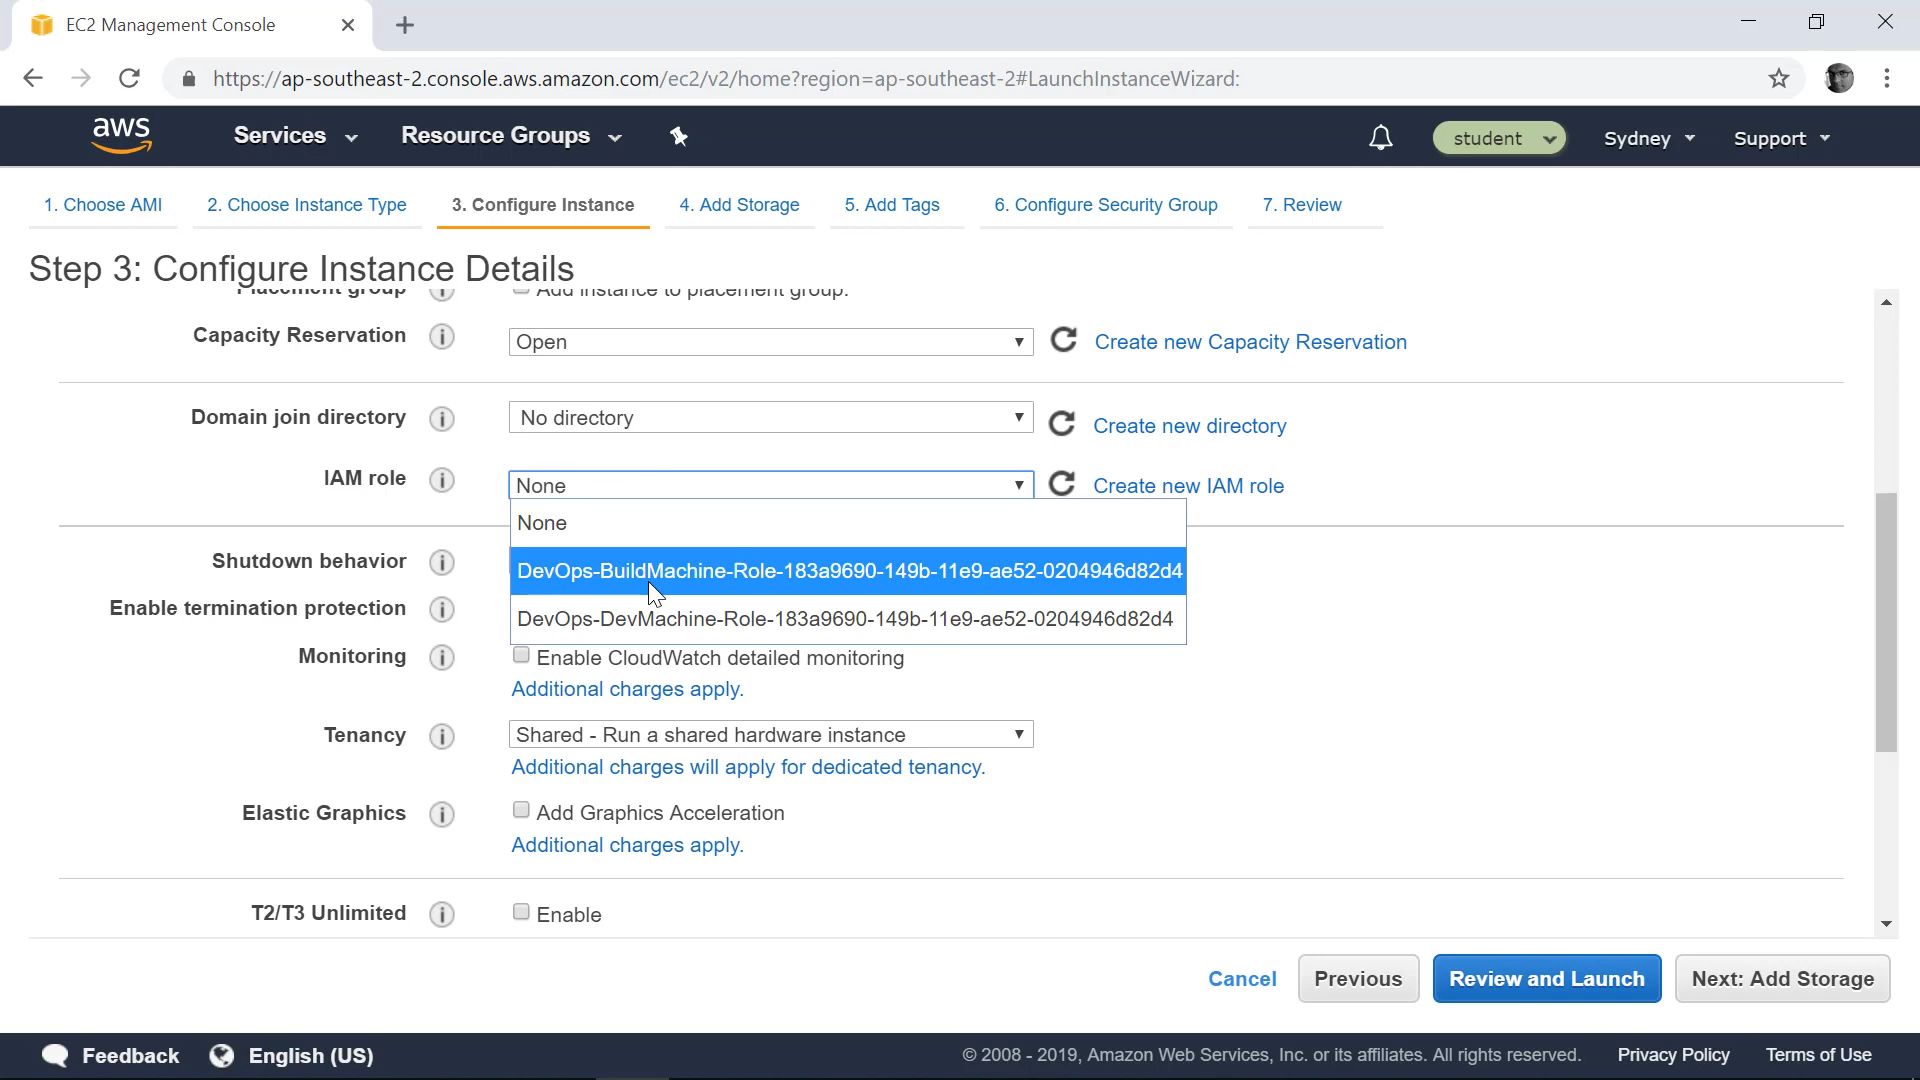 EC2 Management Console
https://ap-southeast-2.console.aws.amazon.com/ec2/v2/home?region=ap-southeast-2#LaunchInstanceWizard:
aws Services Resource Groups student Sydney Support
1. Choose AMI 2. Choose Instance Type 3. Configure Instance 4. Add Storage 5. Add Tags 6. Configure Security Group 7. Review
Step 3: Configure Instance Details
Placement group Add instance to placement group.
Capacity Reservation Open Create new Capacity Reservation
Domain join directory No directory Create new directory
IAM role None Create new IAM role
None
Shutdown behavior DevOps-BuildMachine-Role-183a9690-149b-11e9-ae52-0204946d82d4
Enable termination protection DevOps-DevMachine-Role-183a9690-149b-11e9-ae52-0204946d82d4
Monitoring Enable CloudWatch detailed monitoring
Additional charges apply.
Tenancy Shared - Run a shared hardware instance
Additional charges will apply for dedicated tenancy.
Elastic Graphics Add Graphics Acceleration
Additional charges apply.
T2/T3 Unlimited Enable
Cancel Previous Review and Launch Next: Add Storage
Feedback English (US) © 2008 - 2019, Amazon Web Services, Inc. or its affiliates. All rights reserved. Privacy Policy Terms of Use